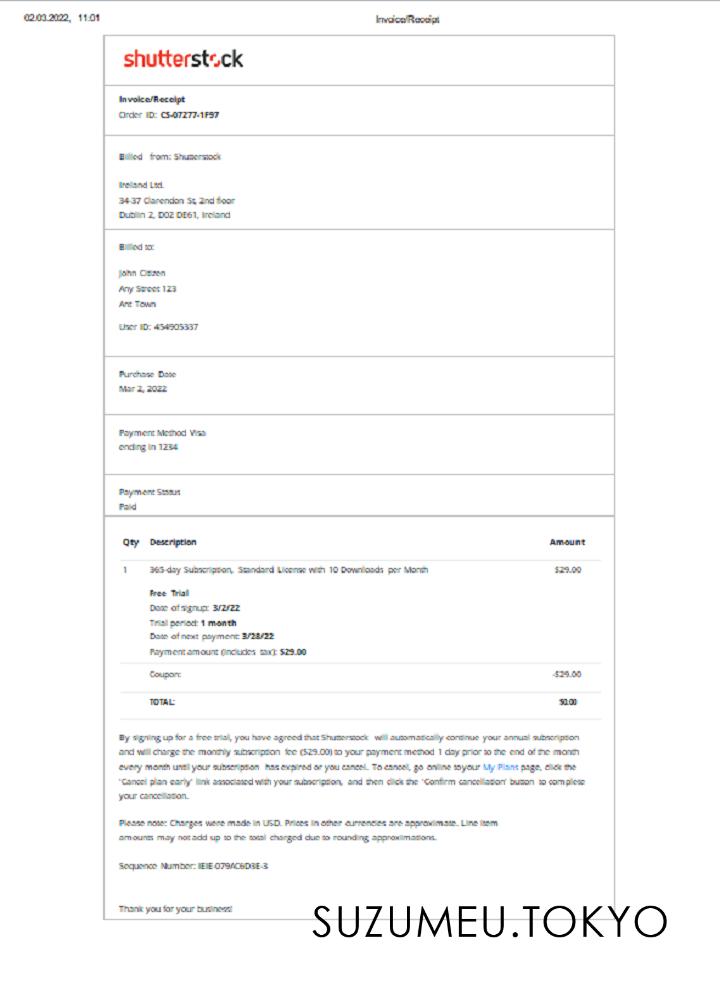 02.03.2022, 11:01
Invoice/Receipt
shutterstock
Invoice/Receipt
Order ID: CS-07277-1F97
Billed from: Shutterstock
Ireland Ltd.
34-37 Clarendon St, 2nd floor
Dublin 2, D02 DE61, Ireland
Billed to:
John Citizen
Any Street 123
Any Town
User ID: 454905337
Purchase Date
Mar 2, 2022
Payment Method Visa
ending in 1234
Payment Status
Paid
Qty Description Amount
1 365-day Subscription, Standard License with 10 Downloads per Month $29.00
Free Trial
Date of signup: 3/2/22
Trial period: 1 month
Date of next payment: 3/28/22
Payment amount (includes tax): $29.00
Coupon: -$29.00
TOTAL: $0.00
By signing up for a free trial, you have agreed that Shutterstock will automatically continue your annual subscription
and will charge the monthly subscription fee ($29.00) to your payment method 1 day prior to the end of the month
every month until your subscription has expired or you cancel. To cancel, go online to your My Plans page, click the
'Cancel plan early' link associated with your subscription, and then click the 'Confirm cancellation' button to complete
your cancellation.
Please note: Charges were made in USD. Prices in other currencies are approximate. Line item
amounts may not add up to the total charged due to rounding approximations.
Sequence Number: IEIE-079AC6D3E-3
Thank you for your business!
SUZUMEU.TOKYO